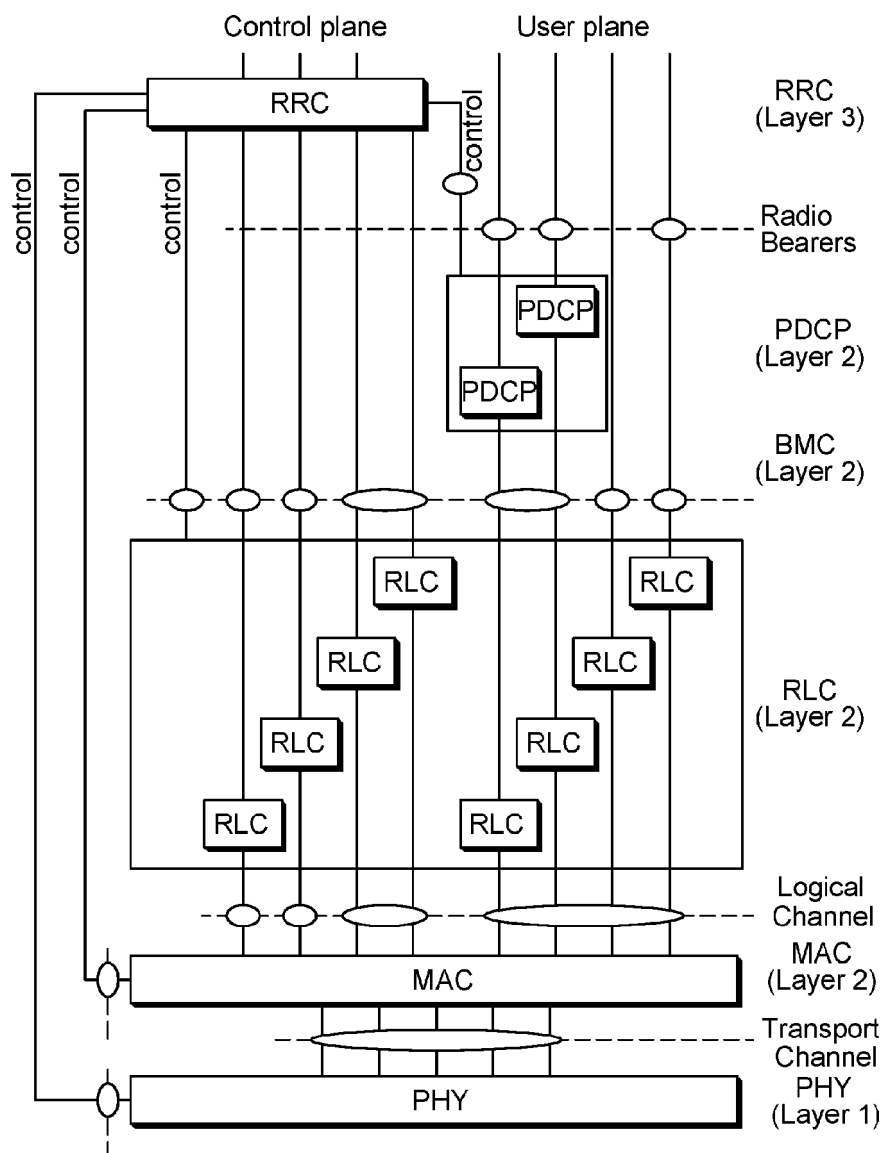 Control plane
User plane
RRC
RRC
(Layer 3)
control
control
control
control
Radio
Bearers
PDCP
PDCP
PDCP
(Layer 2)
BMC
(Layer 2)
RLC
RLC
RLC
RLC
RLC
RLC
RLC
RLC
RLC
(Layer 2)
Logical
Channel
MAC
MAC
(Layer 2)
Transport
Channel
PHY
PHY
(Layer 1)